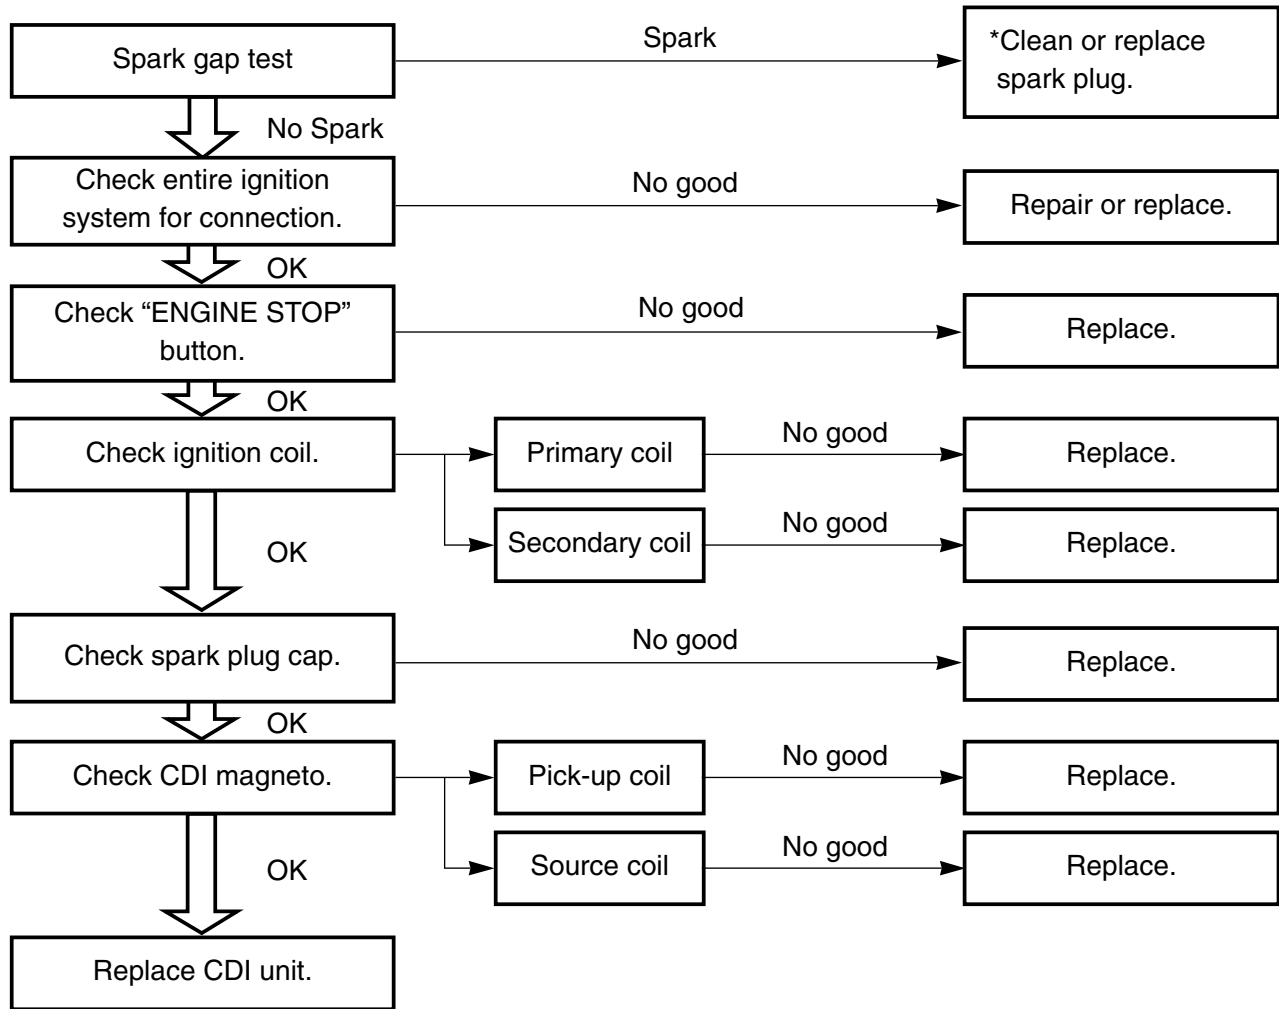 Spark gap test
Spark
*Clean or replace
spark plug.
No Spark
Check entire ignition
system for connection.
No good
Repair or replace.
OK
Check “ENGINE STOP”
button.
No good
Replace.
OK
Check ignition coil.
Primary coil
No good
Replace.
Secondary coil
No good
Replace.
OK
Check spark plug cap.
No good
Replace.
OK
Check CDI magneto.
Pick-up coil
No good
Replace.
Source coil
No good
Replace.
OK
Replace CDI unit.